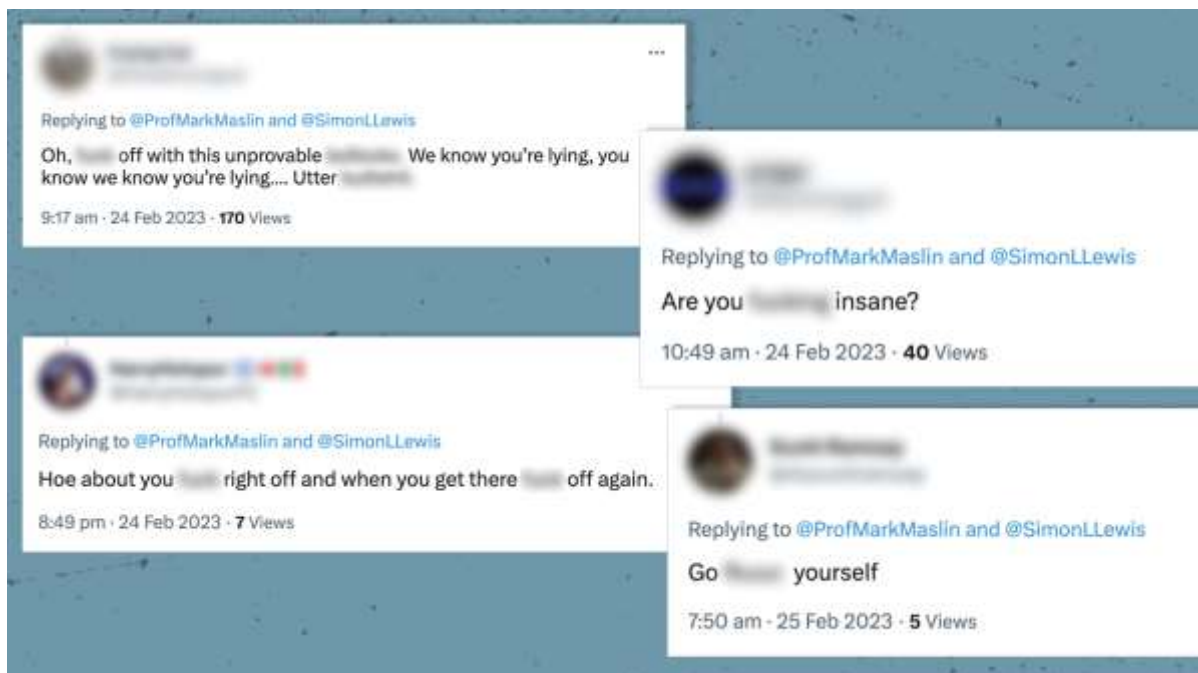 Replying to @ProfMarkMaslin and @SimonLLewis
Oh, off with this unprovable We know you're lying, you
know we know you're lying.... Utter
9:17 am · 24 Feb 2023 · 170 Views
Replying to @ProfMarkMaslin and @SimonLLewis
Are you insane?
10:49 am · 24 Feb 2023 · 40 Views
Replying to @ProfMarkMaslin and @SimonLLewis
Hoe about you right off and when you get there off again.
8:49 pm · 24 Feb 2023 · 7 Views
Replying to @ProfMarkMaslin and @SimonLLewis
Go yourself
7:50 am · 25 Feb 2023 · 5 Views